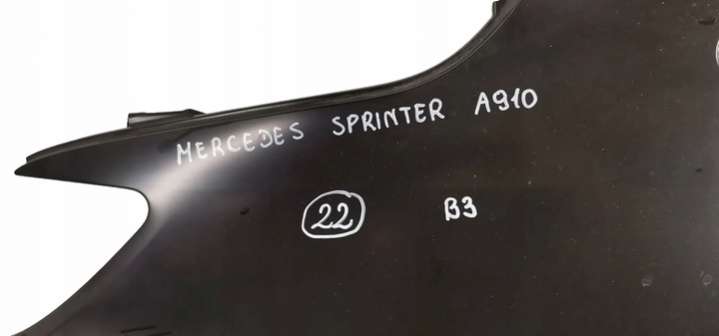 MERCEDES SPRINTER A910
22 B3